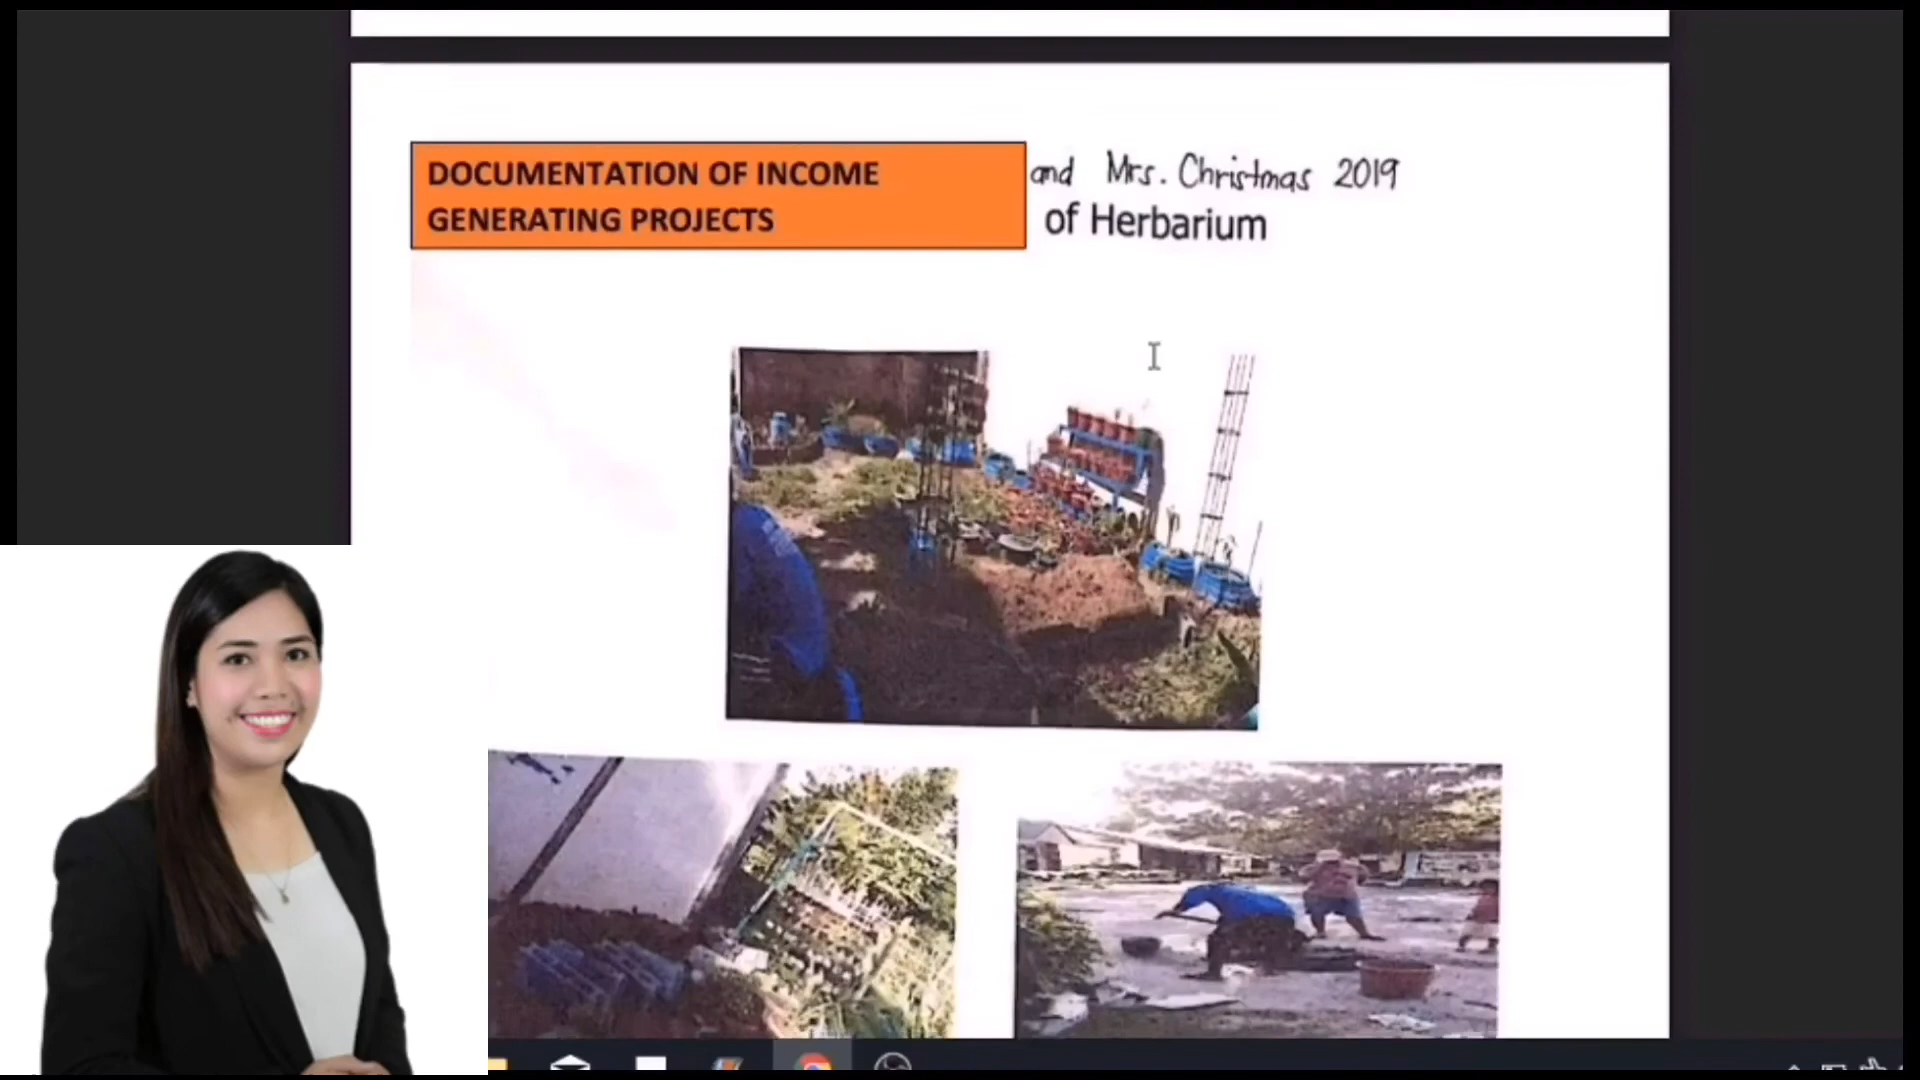 DOCUMENTATION OF INCOME
GENERATING PROJECTS
and Mrs. Christmas 2019
of Herbarium